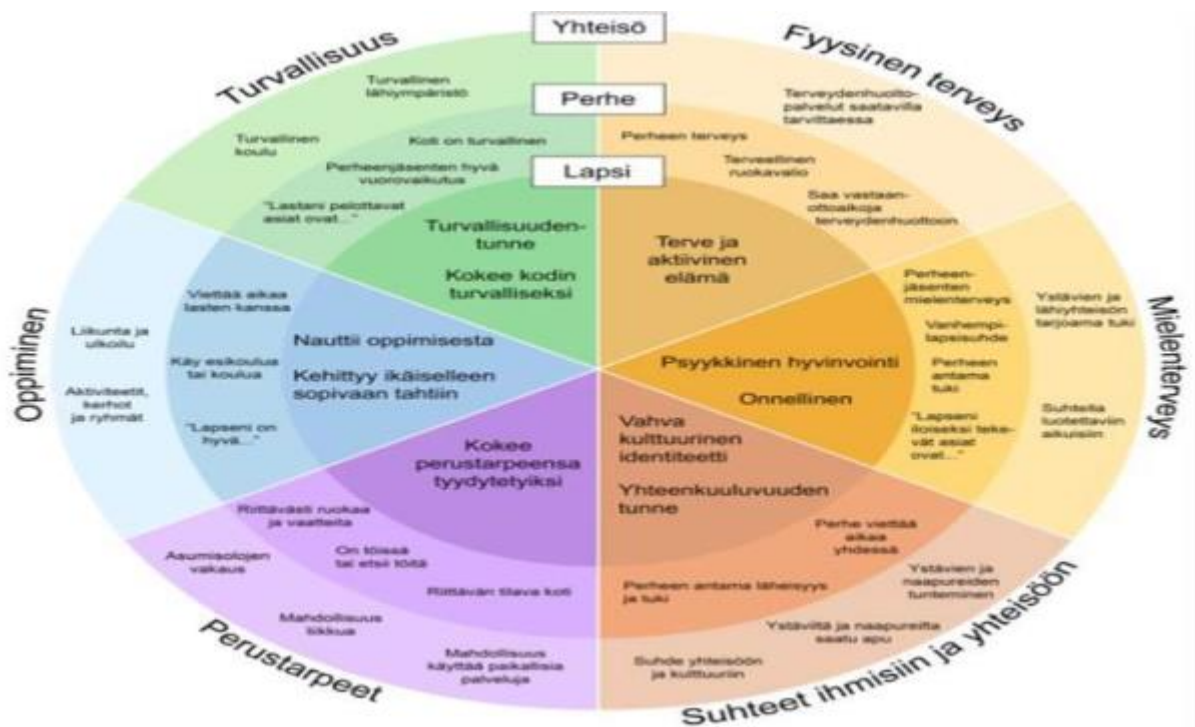 Yhteisö
Perhe
Lapsi
Turvallisuus
Turvallinen
lähiympäristö
Turvallinen
koulu
Koti on turvallinen
Perheenjäsenten hyvä
vuorovaikutus
"Lastani pelottavat
asiat ovat..."
Turvallisuuden-
tunne
Kokee kodin
turvalliseksi
Fyysinen terveys
Terveydenhuolto-
palvelut saatavilla
tarvittaessa
Perheen terveys
Terveellinen
ruokavalio
Saa vastaan-
ottoaikoja
terveydenhuoltoon
Terve ja
aktiivinen
elämä
Mielenterveys
Ystävien ja
lähiyhteisön
tarjoama tuki
Suhteita
luotettaviin
aikuisiin
Perheen-
jäsenten
mielenterveys
Vanhempi-
lapsisuhde
Perheen
antama
tuki
"Lapseni
iloiseksi teke-
vät asiat
ovat..."
Psyykkinen hyvinvointi
Onnellinen
Suhteet ihmisiin ja yhteisöön
Vahva
kulttuurinen
identiteetti
Yhteenkuuluvuuden
tunne
Perhe viettää
aikaa
yhdessä
Perheen antama läheisyys
ja tuki
Ystävien ja
naapureiden
tunteminen
Ystäviltä ja naapureilta
saatu apu
Suhde yhteisöön
ja kulttuuriin
Perustarpeet
Kokee
perustarpeensa
tyydytetyiksi
Riittävästi ruokaa
ja vaatteita
On töissä
tai etsii töitä
Riittävän tilava koti
Asumisolojen
vakaus
Mahdollisuus
liikkua
Mahdollisuus
käyttää paikallisia
palveluja
Oppiminen
Liikunta ja
ulkoilu
Aktiviteetit,
kerhot
ja ryhmät
Viettää aikaa
lasten kanssa
Käy esikoulua
tai koulua
"Lapseni on
hyvä..."
Nauttii oppimisesta
Kehittyy ikäiselleen
sopivaan tahtiin